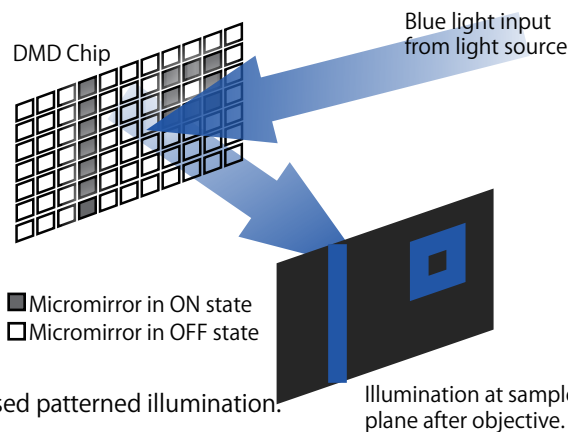 Blue light input
from light source
DMD Chip
Micromirror in ON state
Micromirror in OFF state
sed patterned illumination.
Illumination at sample
plane after objective.